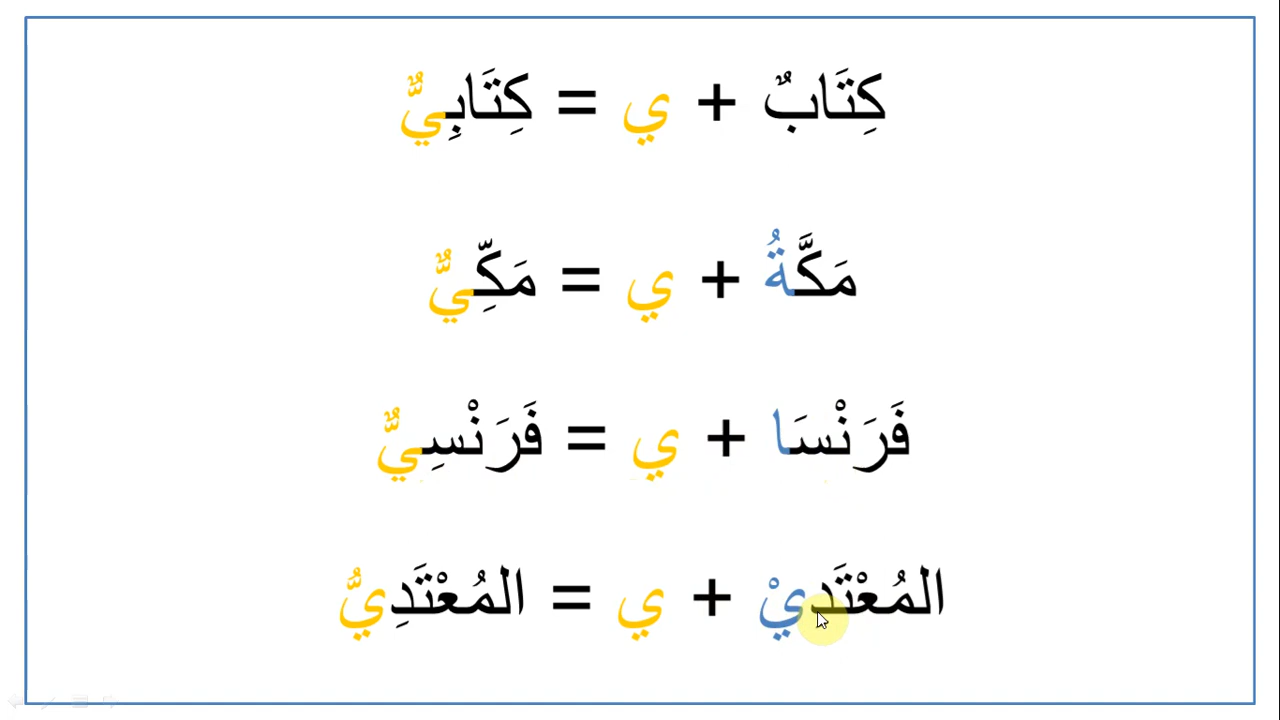 كِتَابٌ + ي = كِتَابِيٌّ
مَكَّةُ + ي = مَكِّيٌّ
فَرَنْسَا + ي = فَرَنْسِيٌّ
المُعْتَدِيْ + ي = المُعْتَدِيُّ